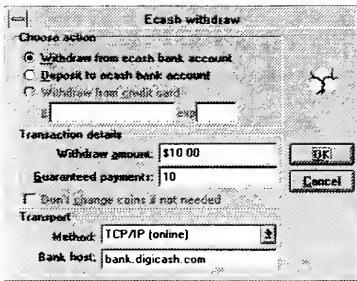 Ecash withdraw
Choose action
Withdraw from ecash bank account
Deposit to ecash bank account
Withdraw from credit card
# exp
Transaction details
Withdraw amount: $10.00
OK
Guaranteed payments: 10
Cancel
Don't change coins if not needed
Transport
Method: TCP/IP (online)
Bank host: bank.digicash.com